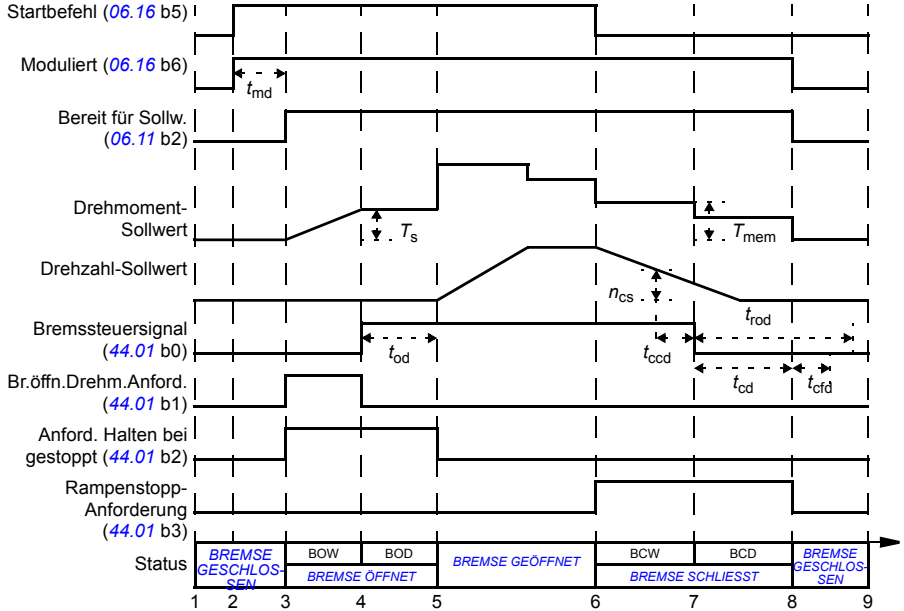 Startbefehl (06.16 b5)
Moduliert (06.16 b6)
tmd
Bereit für Sollw.
(06.11 b2)
Drehmoment-
Sollwert
Ts
Tmem
Drehzahl-Sollwert
ncs
trod
Bremssteuersignal
(44.01 b0)
tod
tccd
tcd
tcfd
Br.öffn.Drehm.Anford.
(44.01 b1)
Anford. Halten bei
gestoppt (44.01 b2)
Rampenstopp-
Anforderung
(44.01 b3)
Status
BREMSE
GESCHLOS-
SEN
BOW
BOD
BREMSE ÖFFNET
BREMSE GEÖFFNET
BCW
BCD
BREMSE SCHLIESST
BREMSE
GESCHLOS-
SEN
1 2 3 4 5 6 7 8 9